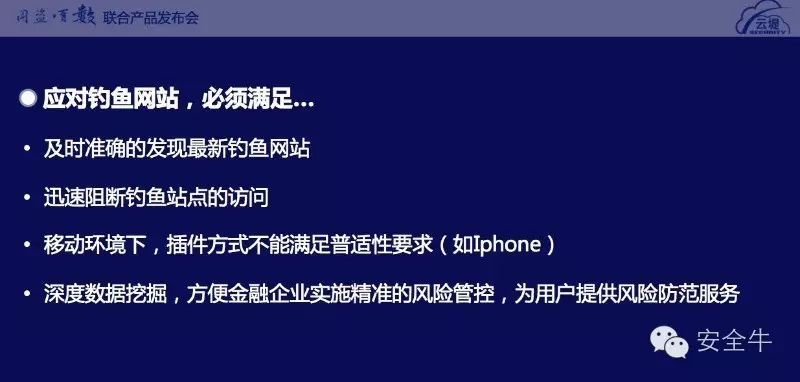 联合产品发布会
云堤
SECURITY
应对钓鱼网站，必须满足...
• 及时准确的发现最新钓鱼网站
• 迅速阻断钓鱼站点的访问
• 移动环境下，插件方式不能满足普适性要求（如Iphone）
• 深度数据挖掘，方便金融企业实施精准的风险管控，为用户提供风险防范服务
安全牛